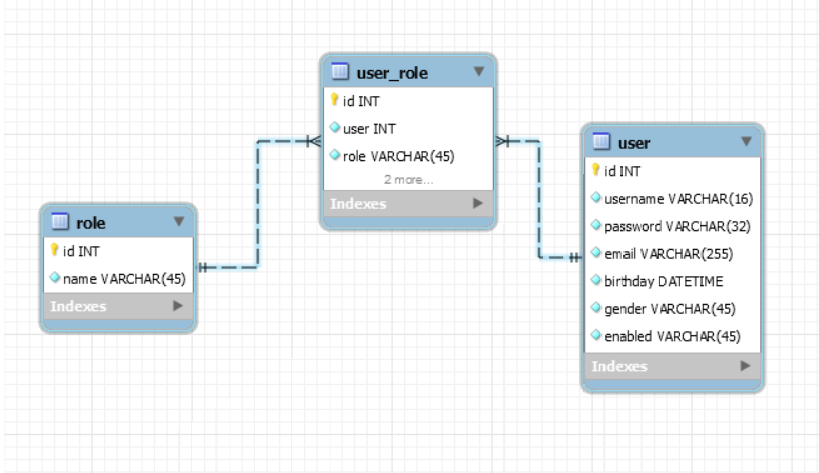 user_role
id INT
user INT
role VARCHAR(45)
2 more...
Indexes
user
id INT
username VARCHAR(16)
password VARCHAR(32)
email VARCHAR(255)
birthday DATETIME
gender VARCHAR(45)
enabled VARCHAR(45)
Indexes
role
id INT
name VARCHAR(45)
Indexes